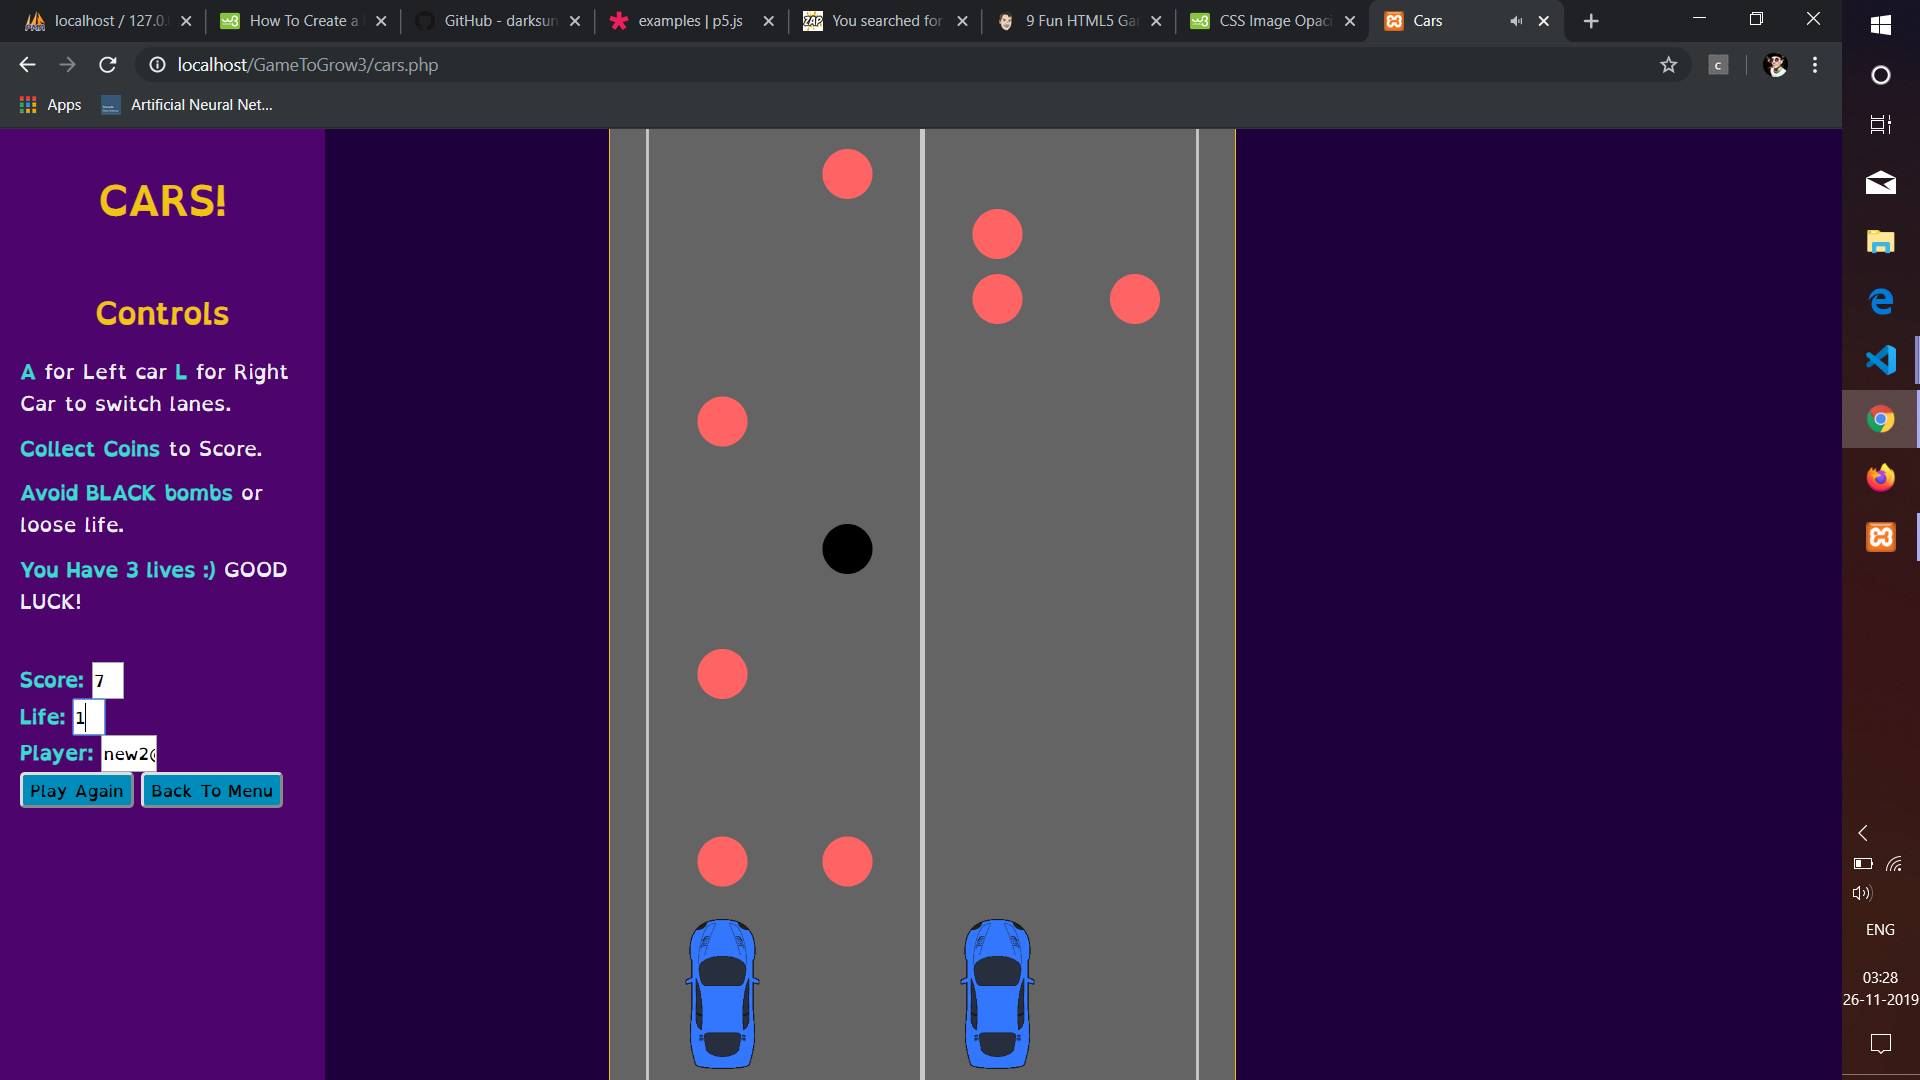 localhost / 127.0.
How To Create a
GitHub - darksun
examples | p5.js
You searched for
9 Fun HTML5 Ga
CSS Image Opaci
Cars
localhost/GameToGrow3/cars.php
c
Apps
Artificial Neural Net...
CARS!
Controls
A for Left car L for Right
Car to switch lanes.
Collect Coins to Score.
Avoid BLACK bombs or
loose life.
You Have 3 lives :) GOOD
LUCK!
Score: 7
Life: 1
Player: new2@
Play Again
Back To Menu
ENG
03:28
26-11-2019